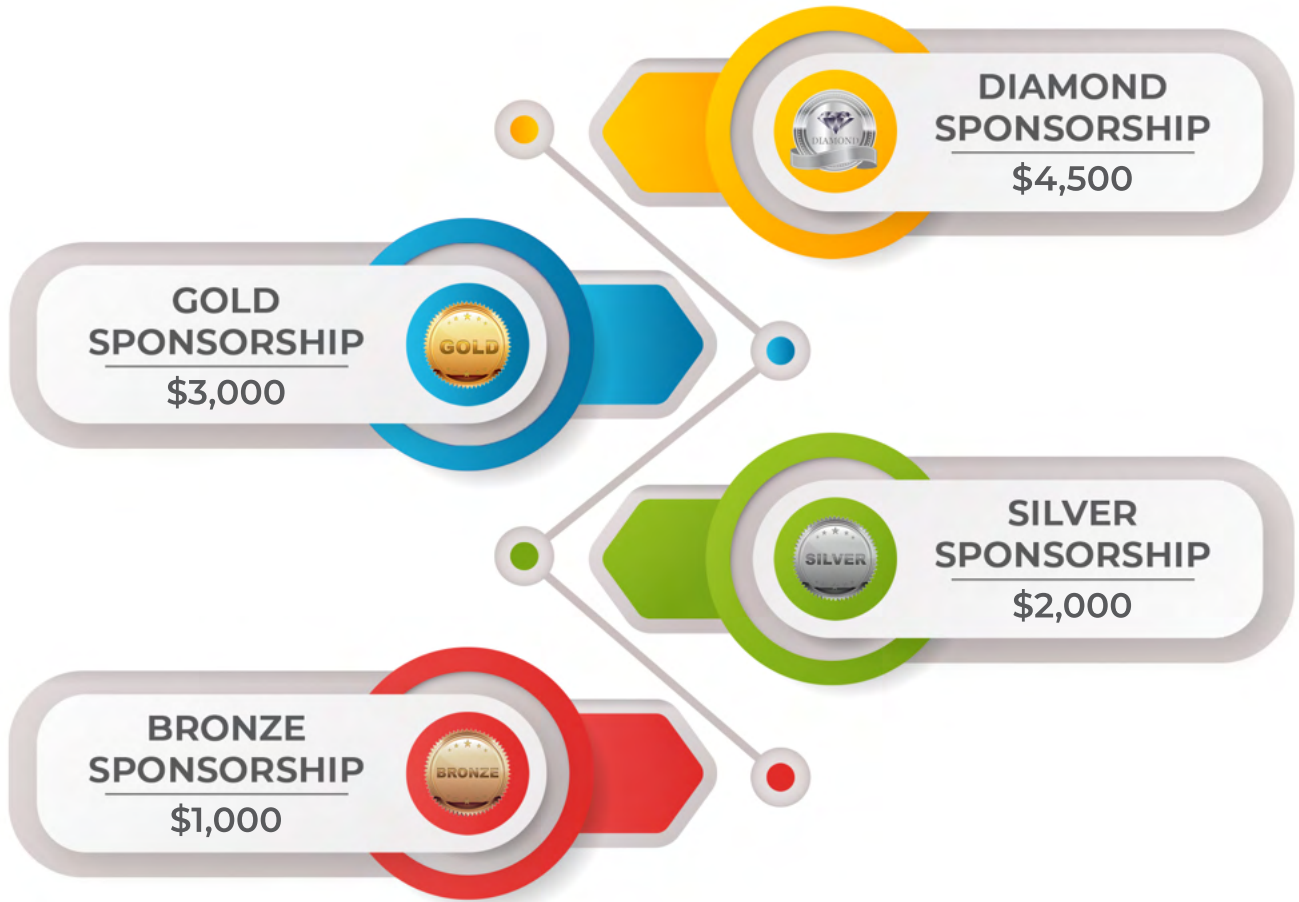 DIAMOND
SPONSORSHIP
$4,500
DIAMOND
GOLD
SPONSORSHIP
$3,000
GOLD
SILVER
SPONSORSHIP
$2,000
SILVER
BRONZE
SPONSORSHIP
$1,000
BRONZE